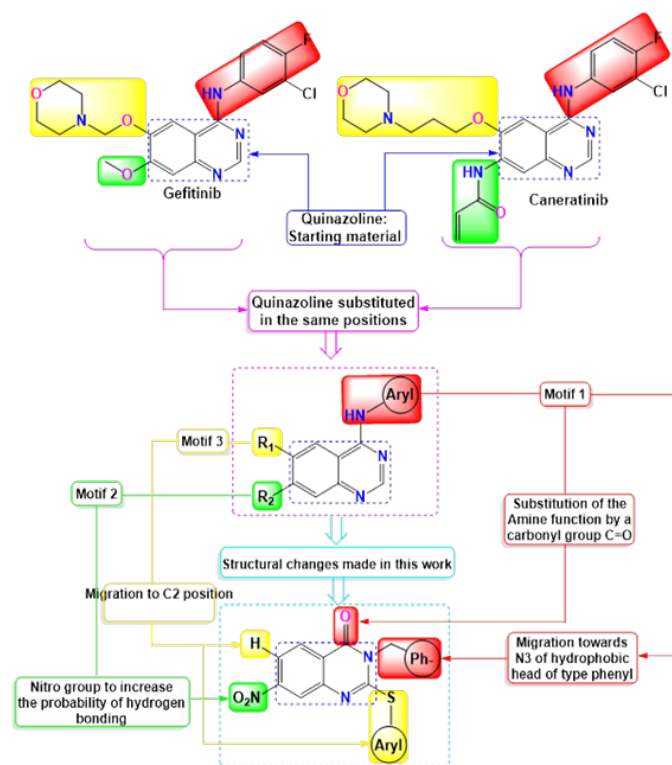 F
F
O
HN
Cl
O
HN
Cl
N
O
N
N
O
N
O
N
N
Gefitinib
HN
O
Caneratinib
Quinazoline:
Starting material
Quinazoline substituted
in the same positions
Aryl
Motif 1
HN
Motif 3
R1
N
Motif 2
R2
N
Substitution of the
Amine function by a
carbonyl group C=O
Structural changes made in this work
Migration to C2 position
O
H
N3
Ph-
Migration towards
N3 of hydrophobic
head of type phenyl
Nitro group to increase
the probability of hydrogen
bonding
O2N
N
2
S
Aryl